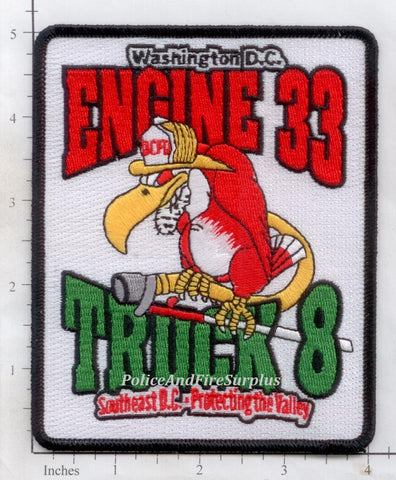 Washington D.C.
ENGINE 33
DCFD
TRUCK 8
PoliceAndFireSurplus
Southeast D.C. - Protecting the Valley
5
4
3
2
1
Inches
1
2
3
4